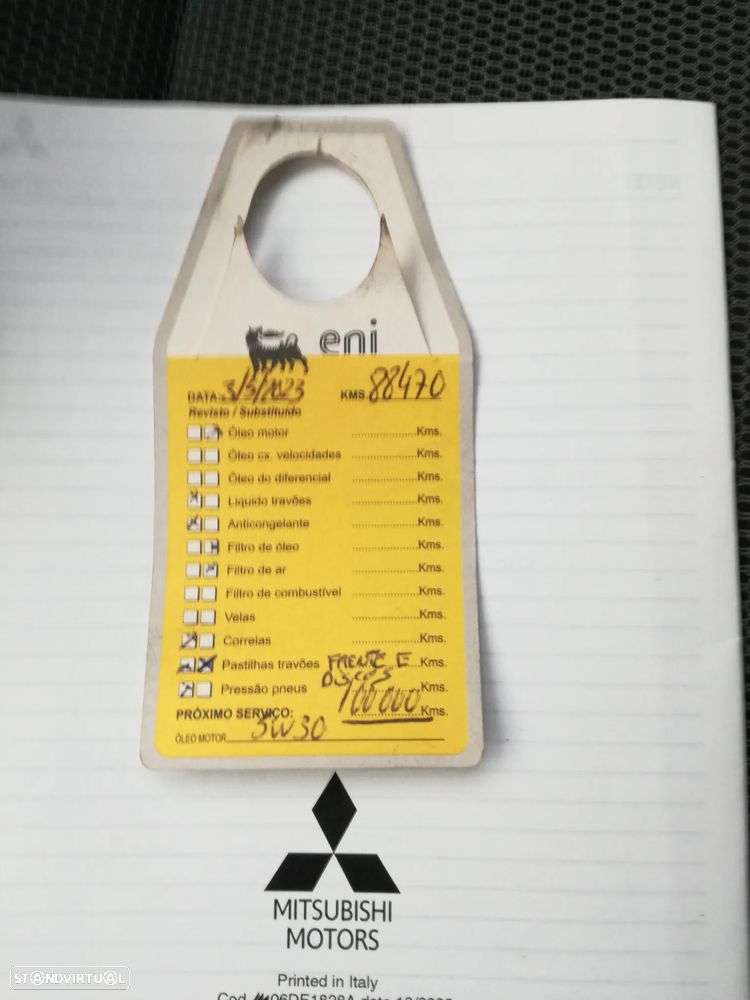 eni
DATA: 3/3/2023 KMS. 88470
Revisto / Substituído
Óleo motor ......................Kms.
Óleo cx. velocidades ......................Kms.
Óleo do diferencial ......................Kms.
Liquido travões ......................Kms.
Anticongelante ......................Kms.
Filtro de óleo ......................Kms.
Filtro de ar ......................Kms.
Filtro de combustível ......................Kms.
Velas ......................Kms.
Correias ......................Kms.
Pastilhas travões FRENTE E Kms.
DISCOS
Pressão pneus Kms.
PRÓXIMO SERVIÇO: 100000 Kms.
ÓLEO MOTOR 5W30
MITSUBISHI
MOTORS
Printed in Italy
STANDVIRTUAL